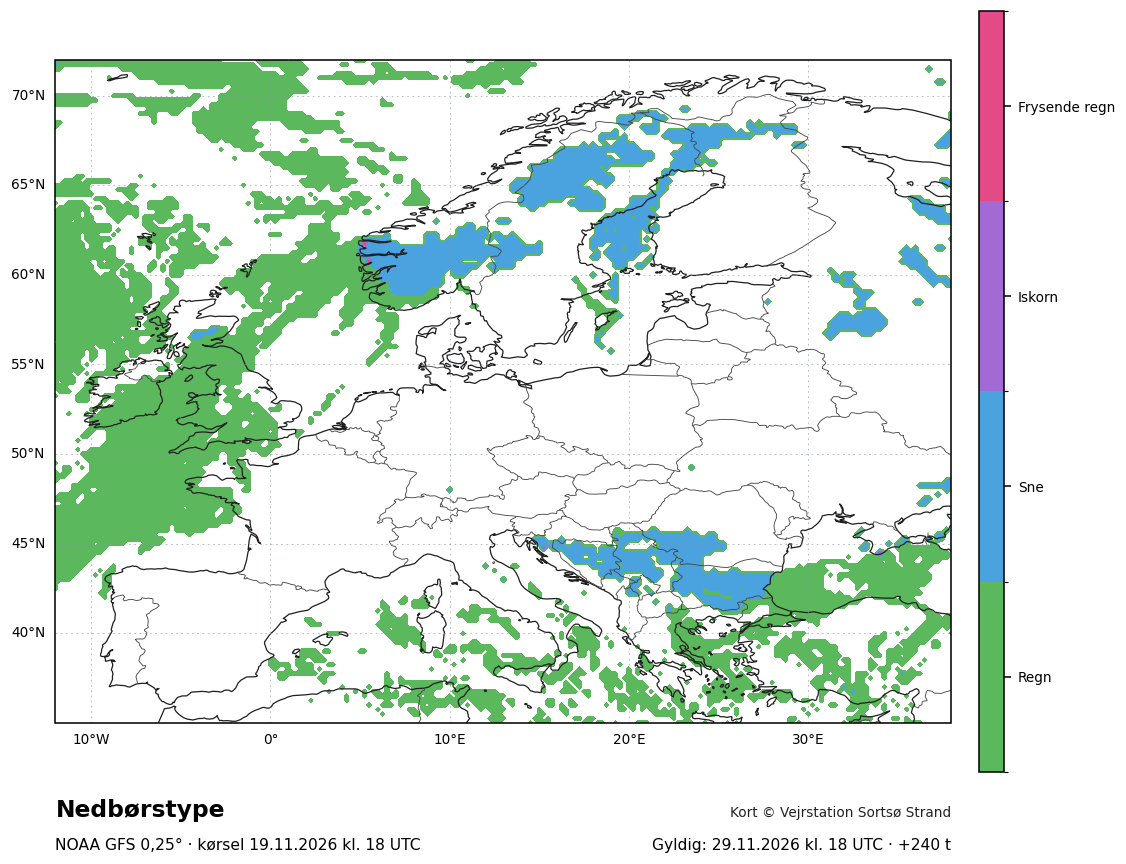 70°N
65°N
60°N
55°N
50°N
45°N
40°N
10°W
0°
10°E
20°E
30°E
Frysende regn
Iskorn
Sne
Regn
Nedbørstype
Kort © Vejrstation Sortsø Strand
NOAA GFS 0,25° · kørsel 19.11.2026 kl. 18 UTC
Gyldig: 29.11.2026 kl. 18 UTC · +240 t